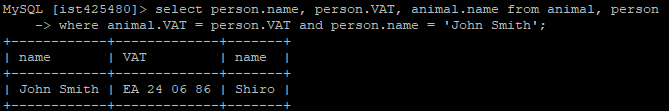 MySQL [ist425480]> select person.name, person.VAT, animal.name from animal, person
    -> where animal.VAT = person.VAT and person.name = 'John Smith';
+------------+-------------+-------+
| name       | VAT         | name  |
+------------+-------------+-------+
| John Smith | EA 24 06 86 | Shiro |
+------------+-------------+-------+